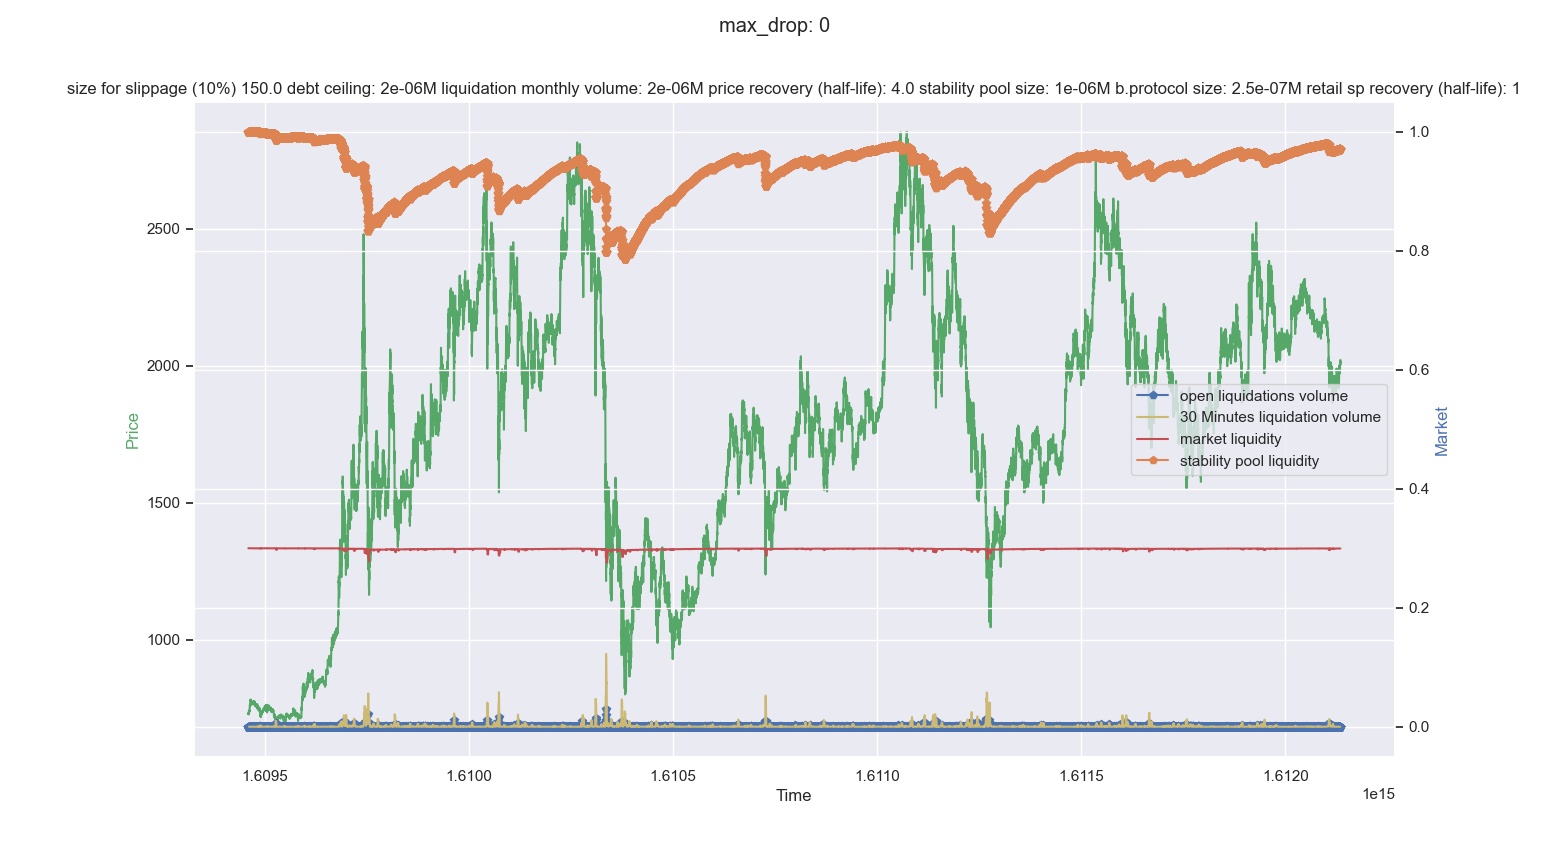 max_drop: 0
size for slippage (10%) 150.0 debt ceiling: 2e-06M liquidation monthly volume: 2e-06M price recovery (half-life): 4.0 stability pool size: 1e-06M b.protocol size: 2.5e-07M retail sp recovery (half-life): 1
2500
2000
1500
1000
Price
1.0
0.8
0.6
0.4
0.2
0.0
Market
open liquidations volume
30 Minutes liquidation volume
market liquidity
stability pool liquidity
1.6095 1.6100 1.6105 1.6110 1.6115 1.6120
Time
1e15